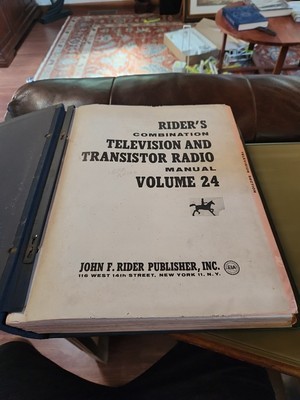 RIDER'S
COMBINATION
TELEVISION AND
TRANSISTOR RADIO
MANUAL
VOLUME 24
JOHN F. RIDER PUBLISHER, INC.
116 WEST 14th STREET, NEW YORK 11, N.Y.